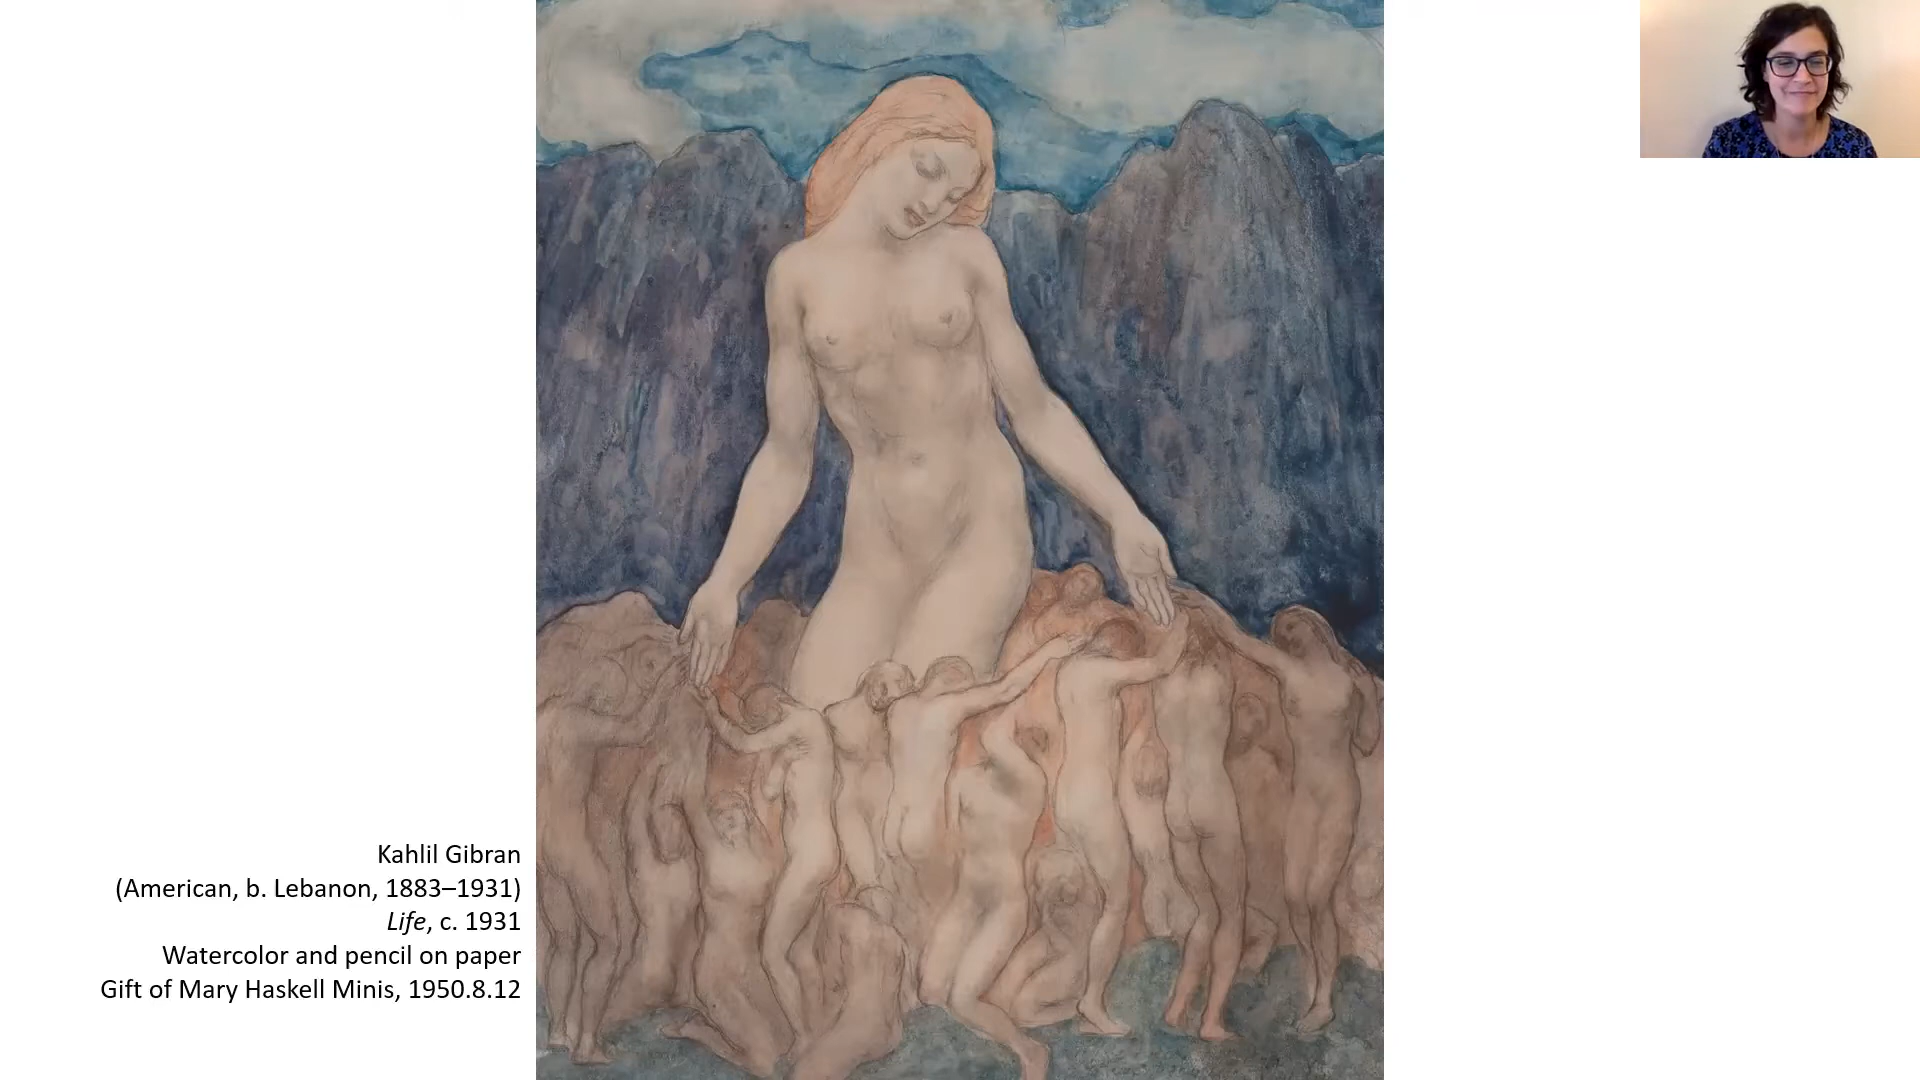 Kahlil Gibran
(American, b. Lebanon, 1883–1931)
Life, c. 1931
Watercolor and pencil on paper
Gift of Mary Haskell Minis, 1950.8.12